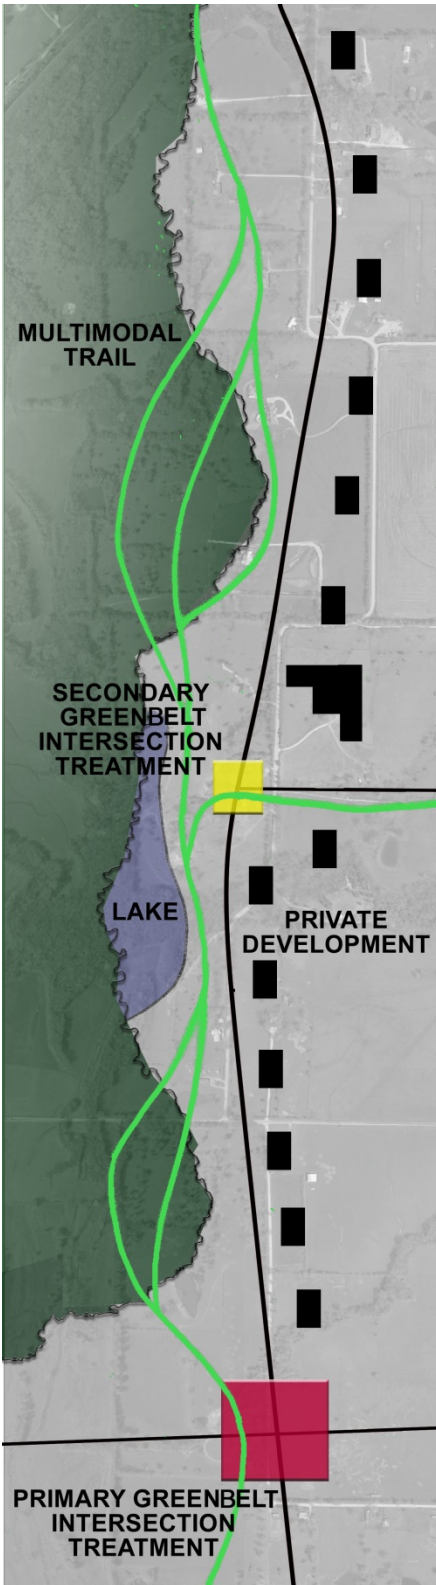 MULTIMODAL
TRAIL
SECONDARY
GREENBELT
INTERSECTION
TREATMENT
LAKE
PRIVATE
DEVELOPMENT
PRIMARY GREENBELT
INTERSECTION
TREATMENT